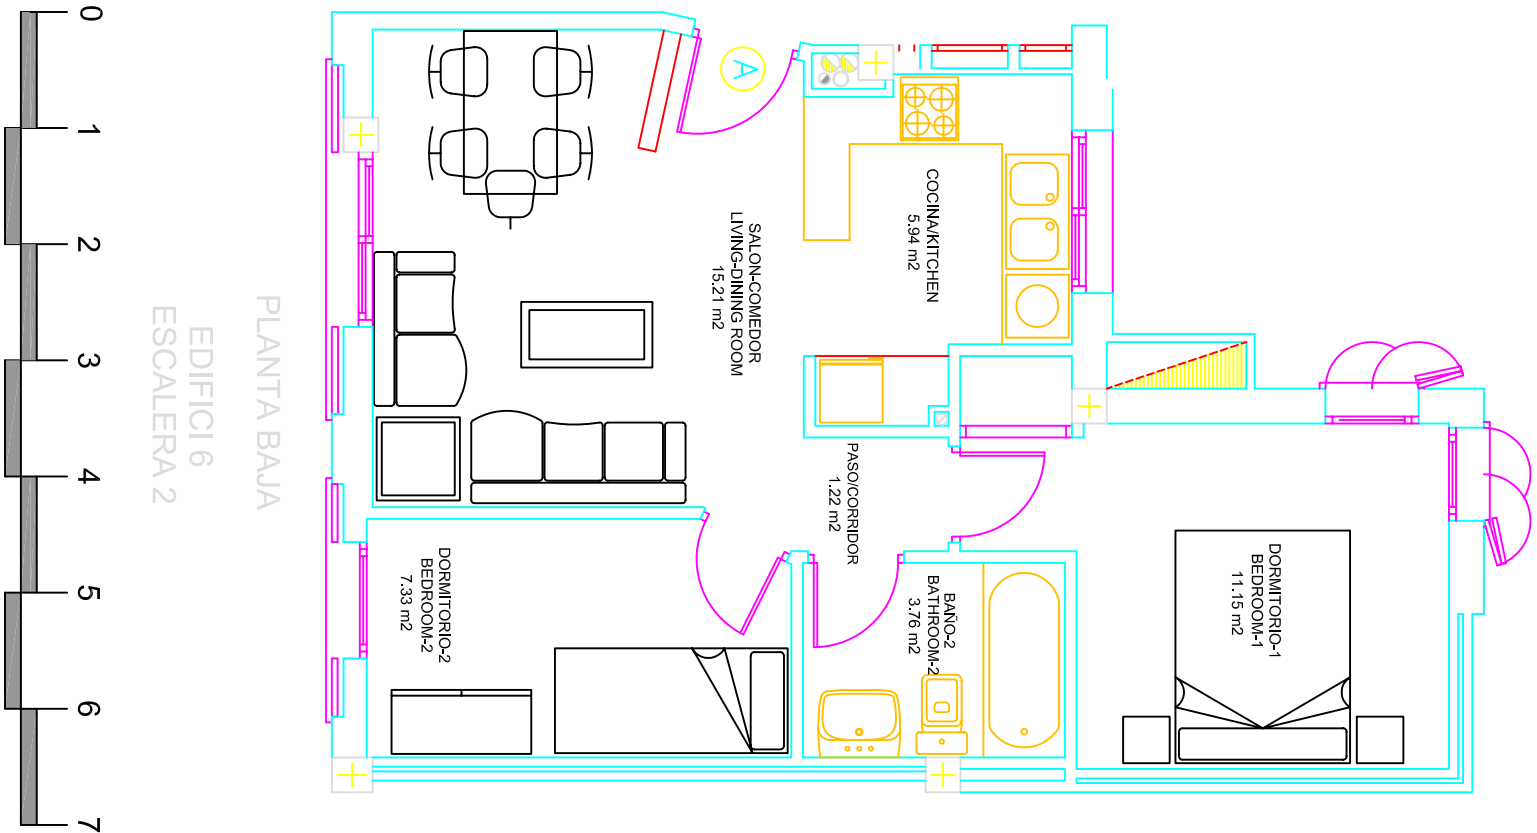 0
1
2
3
4
5
6
7
PLANTA BAJA
EDIFICI 6
ESCALERA 2
A
COCINA/KITCHEN
5.94 m2
SALON-COMEDOR
LIVING-DINING ROOM
15.21 m2
PASO/CORRIDOR
1.22 m2
DORMITORIO-2
BEDROOM-2
7.33 m2
BAÑO-2
BATHROOM-2
3.76 m2
DORMITORIO-1
BEDROOM-1
11.15 m2